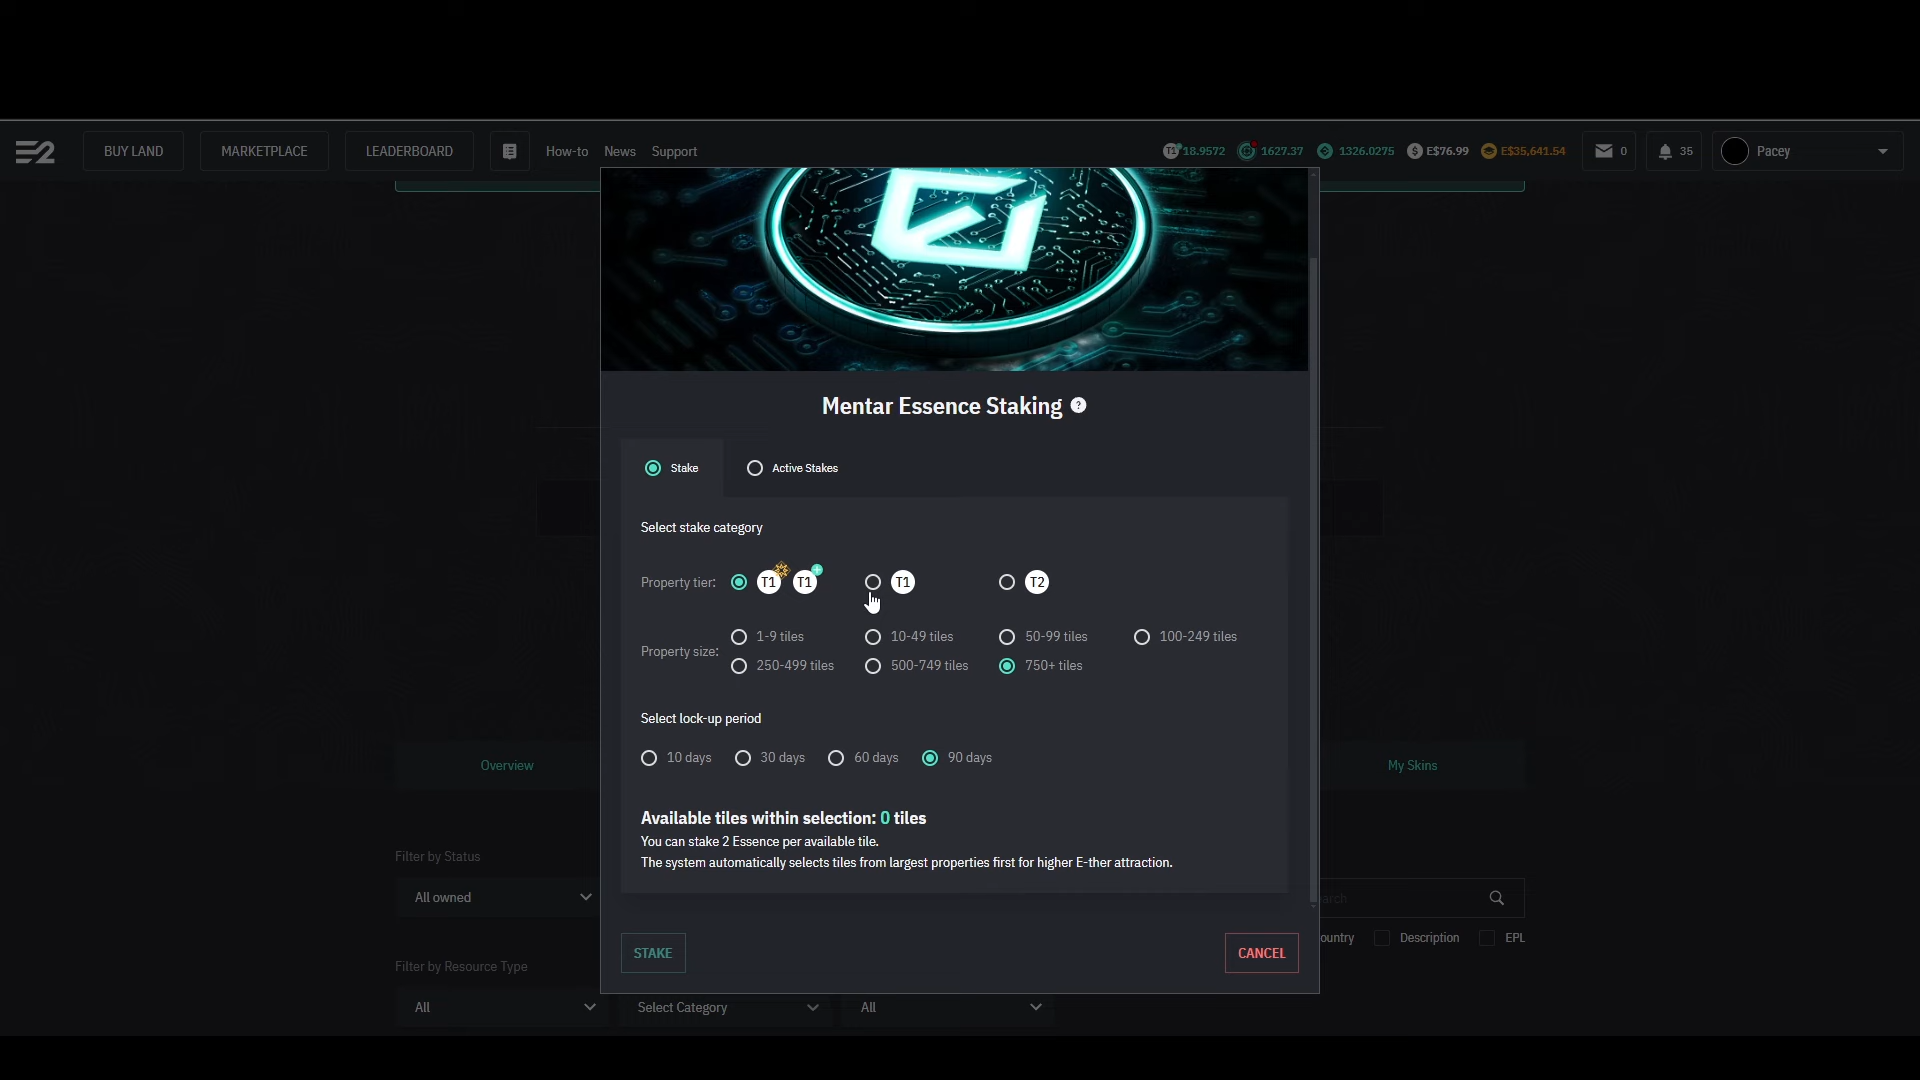 BUY LAND MARKETPLACE LEADERBOARD How-to News Support T1 18.9572 1627.37 1326.0275 E$76.99 E$35,641.54 0 35 Pacey
Mentar Essence Staking ?
Stake Active Stakes
Select stake category
Property tier: T1 T1 T1 T2
Property size: 1-9 tiles 10-49 tiles 50-99 tiles 100-249 tiles
250-499 tiles 500-749 tiles 750+ tiles
Select lock-up period
10 days 30 days 60 days 90 days
Overview My Skins
Available tiles within selection: 0 tiles
You can stake 2 Essence per available tile.
The system automatically selects tiles from largest properties first for higher E-ther attraction.
Filter by Status
All owned
STAKE CANCEL
Description EPL
Filter by Resource Type
All Select Category All